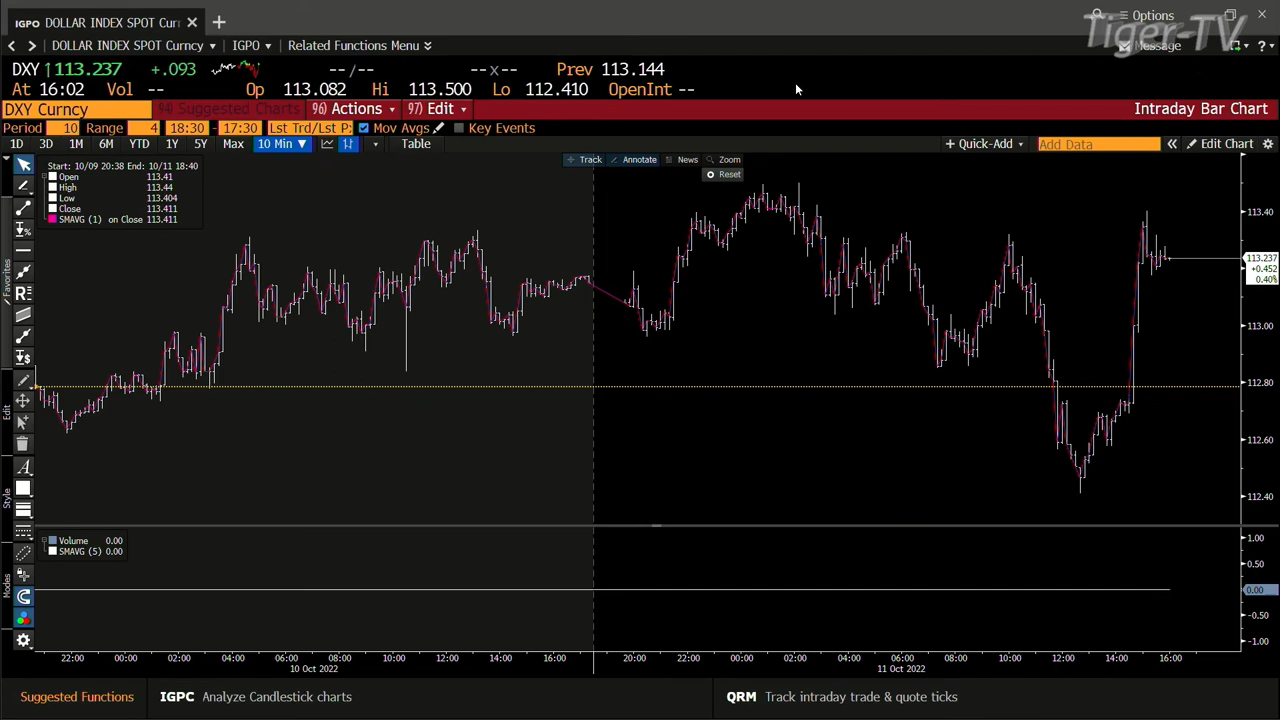 IGPO DOLLAR INDEX SPOT Curr × +
Options
Tiger-TV
DOLLAR INDEX SPOT Curncy IGPO Related Functions Menu
Message ?
DXY ↑113.237 +.093 --/-- --x-- Prev 113.144
At 16:02 Vol -- Op 113.082 Hi 113.500 Lo 112.410 OpenInt --
DXY Curncy 94) Suggested Charts 96) Actions 97) Edit Intraday Bar Chart
Period 10 Range 4 18:30 - 17:30 Lst Trd/Lst P: Mov Avgs Key Events
1D 3D 1M 6M YTD 1Y 5Y Max 10 Min ▼ Table + Quick-Add Add Data « Edit Chart
Track Annotate News Zoom
Reset
Start: 10/09 20:38 End: 10/11 18:40
Open 113.41
High 113.44
Low 113.404
Close 113.411
SMAVG (1) on Close 113.411
Favorites
Edit
Style
Modes
113.40
113.237
+0.452
0.40%
113.00
112.80
112.60
112.40
Volume 0.00
SMAVG (5) 0.00
1.00
0.50
0.00
-0.50
-1.00
22:00 00:00 02:00 04:00 06:00 08:00 10:00 12:00 14:00 16:00 20:00 22:00 00:00 02:00 04:00 06:00 08:00 10:00 12:00 14:00 16:00
10 Oct 2022 11 Oct 2022
Suggested Functions IGPC Analyze Candlestick charts QRM Track intraday trade & quote ticks